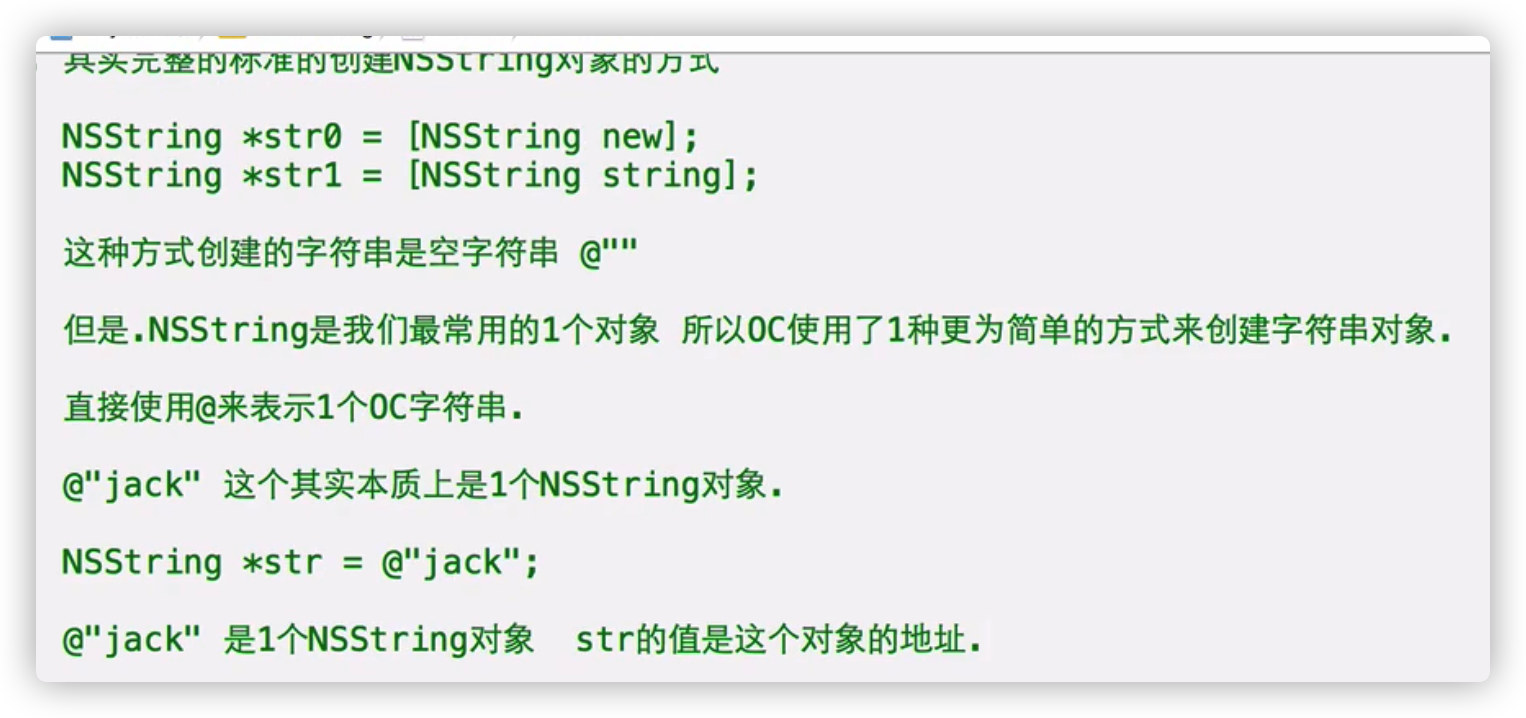 其实完整的标准的创建NSString对象的方式
NSString *str0 = [NSString new];
NSString *str1 = [NSString string];
这种方式创建的字符串是空字符串 @""
但是.NSString是我们最常用的1个对象 所以OC使用了1种更为简单的方式来创建字符串对象.
直接使用@来表示1个OC字符串.
@"jack" 这个其实本质上是1个NSString对象.
NSString *str = @"jack";
@"jack" 是1个NSString对象  str的值是这个对象的地址.